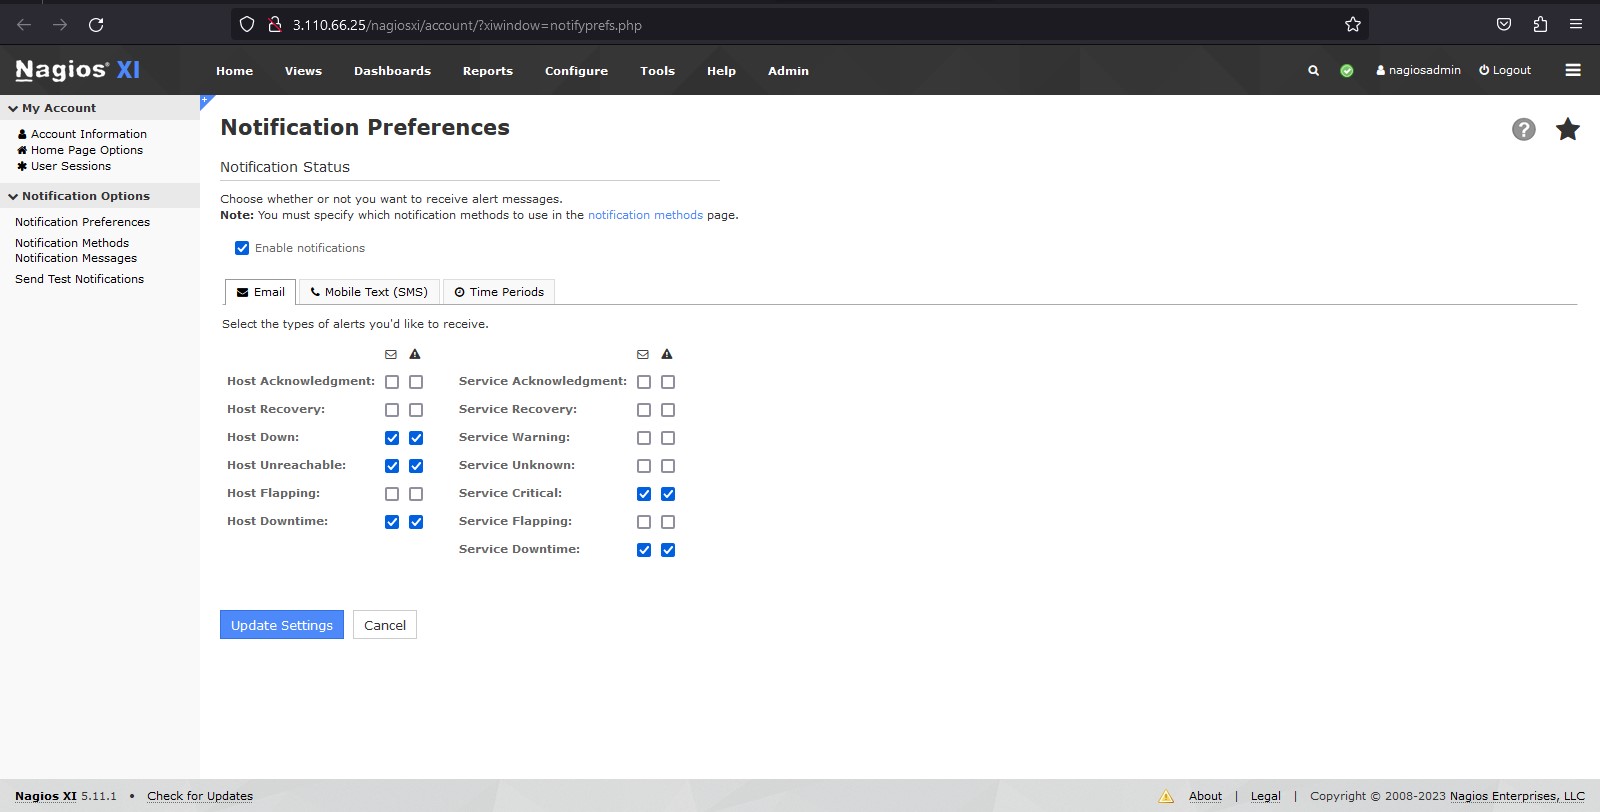 3.110.66.25/nagiosxi/account/?xiwindow=notifyprefs.php
Nagios® XI
Home Views Dashboards Reports Configure Tools Help Admin
nagiosadmin Logout
My Account
Account Information
Home Page Options
User Sessions
Notification Options
Notification Preferences
Notification Methods
Notification Messages
Send Test Notifications
Notification Preferences
Notification Status
Choose whether or not you want to receive alert messages.
Note: You must specify which notification methods to use in the notification methods page.
Enable notifications
Email Mobile Text (SMS) Time Periods
Select the types of alerts you'd like to receive.
Host Acknowledgment: Service Acknowledgment:
Host Recovery: Service Recovery:
Host Down: Service Warning:
Host Unreachable: Service Unknown:
Host Flapping: Service Critical:
Host Downtime: Service Flapping:
Service Downtime:
Update Settings Cancel
Nagios XI 5.11.1 • Check for Updates
About | Legal | Copyright © 2008-2023 Nagios Enterprises, LLC